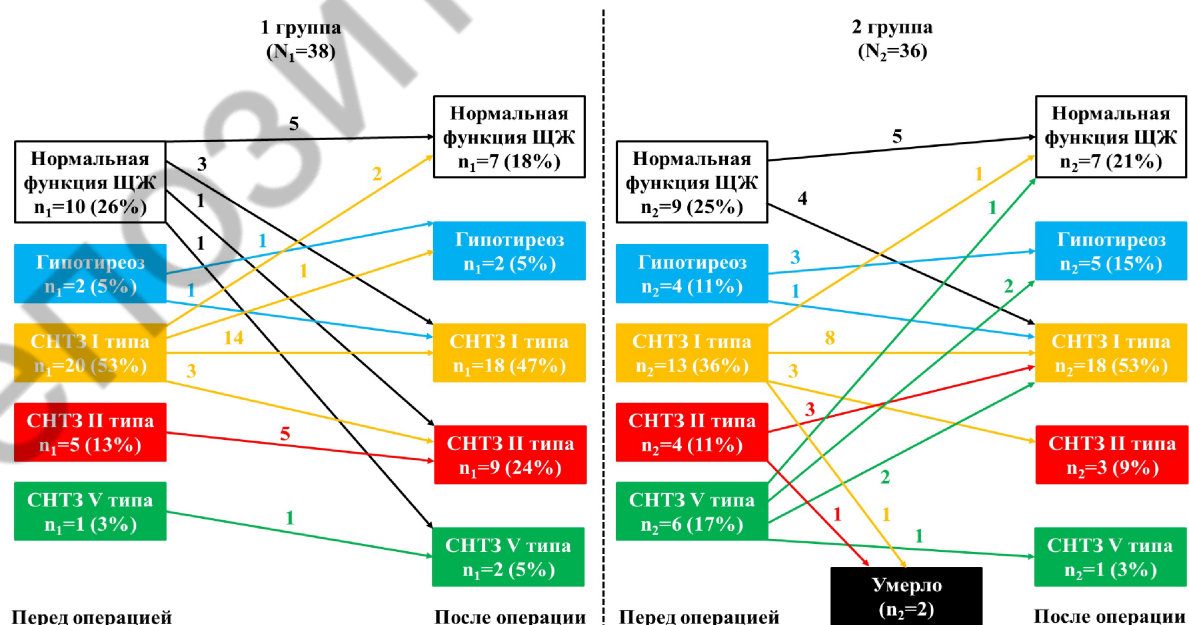 1 группа
(N₁=38)
Нормальная
функция ЩЖ
n₁=10 (26%)
Гипотиреоз
n₁=2 (5%)
СНТЗ I типа
n₁=20 (53%)
СНТЗ II типа
n₁=5 (13%)
СНТЗ V типа
n₁=1 (3%)
Перед операцией
5
3
1
1
2
1
1
1
14
3
5
1
Нормальная
функция ЩЖ
n₁=7 (18%)
Гипотиреоз
n₁=2 (5%)
СНТЗ I типа
n₁=18 (47%)
СНТЗ II типа
n₁=9 (24%)
СНТЗ V типа
n₁=2 (5%)
После операции
2 группа
(N₂=36)
Нормальная
функция ЩЖ
n₂=9 (25%)
Гипотиреоз
n₂=4 (11%)
СНТЗ I типа
n₂=13 (36%)
СНТЗ II типа
n₂=4 (11%)
СНТЗ V типа
n₂=6 (17%)
Перед операцией
5
4
1
1
3
2
1
8
3
3
2
1
1
1
Умерло
(n₂=2)
Нормальная
функция ЩЖ
n₂=7 (21%)
Гипотиреоз
n₂=5 (15%)
СНТЗ I типа
n₂=18 (53%)
СНТЗ II типа
n₂=3 (9%)
СНТЗ V типа
n₂=1 (3%)
После операции